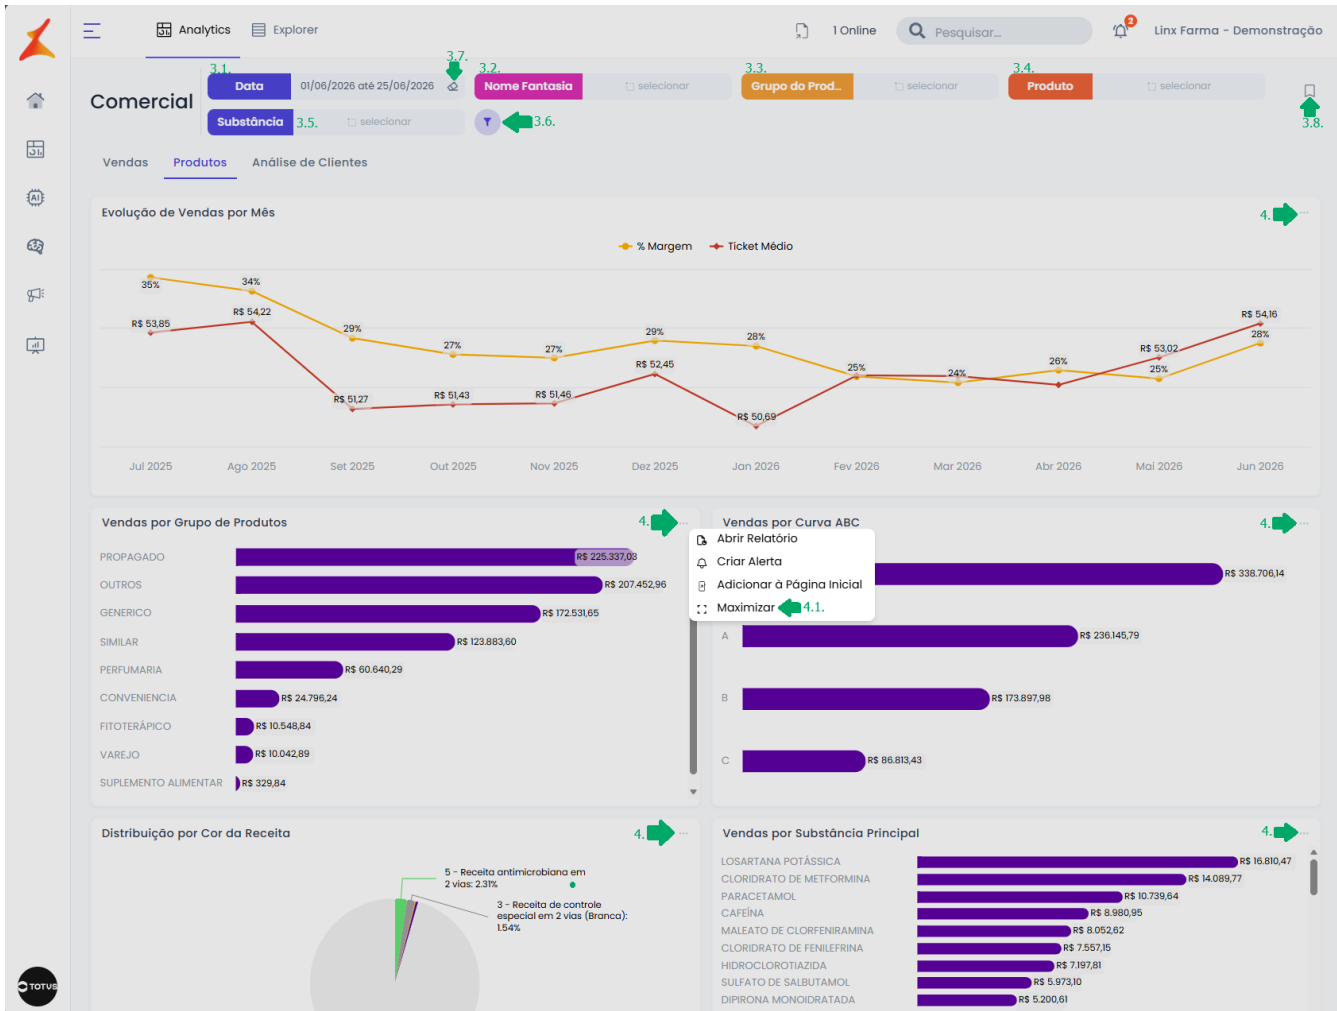 Analytics
Explorer
1 Online
Pesquisar...
2
Linx Farma - Demonstração
Comercial
3.1.
Data
01/06/2026 até 25/06/2026
3.7.
3.2.
Nome Fantasia
selecionar
3.3.
Grupo do Prod...
selecionar
3.4.
Produto
selecionar
3.8.
Substância
3.5.
selecionar
3.6.
Vendas
Produtos
Análise de Clientes
Evolução de Vendas por Mês
4.
% Margem
Ticket Médio
35%
34%
29%
27%
27%
29%
28%
25%
24%
26%
25%
28%
R$ 53,85
R$ 54,22
R$ 51,27
R$ 51,43
R$ 51,46
R$ 52,45
R$ 50,69
R$ 53,02
R$ 54,16
Jul 2025
Ago 2025
Set 2025
Out 2025
Nov 2025
Dez 2025
Jan 2026
Fev 2026
Mar 2026
Abr 2026
Mai 2026
Jun 2026
Vendas por Grupo de Produtos
4.
PROPAGADO
R$ 225.337,03
OUTROS
R$ 207.452,96
GENERICO
R$ 172.531,65
SIMILAR
R$ 123.883,60
PERFUMARIA
R$ 60.640,29
CONVENIENCIA
R$ 24.796,24
FITOTERÁPICO
R$ 10.548,84
VAREJO
R$ 10.042,89
SUPLEMENTO ALIMENTAR
R$ 329,84
Abrir Relatório
Criar Alerta
Adicionar à Página Inicial
Maximizar
4.1.
Vendas por Curva ABC
4.
R$ 338.706,14
A
R$ 236.145,79
B
R$ 173.897,98
C
R$ 86.813,43
Distribuição por Cor da Receita
4.
5 - Receita antimicrobiana em
2 vias: 2.31%
3 - Receita de controle
especial em 2 vias (Branca):
1.54%
Vendas por Substância Principal
4.
LOSARTANA POTÁSSICA
R$ 16.810,47
CLORIDRATO DE METFORMINA
R$ 14.089,77
PARACETAMOL
R$ 10.739,64
CAFEÍNA
R$ 8.980,95
MALEATO DE CLORFENIRAMINA
R$ 8.052,62
CLORIDRATO DE FENILEFRINA
R$ 7.557,15
HIDROCLOROTIAZIDA
R$ 7.197,81
SULFATO DE SALBUTAMOL
R$ 5.973,10
DIPIRONA MONOIDRATADA
R$ 5.200,61
AI
TOTVS